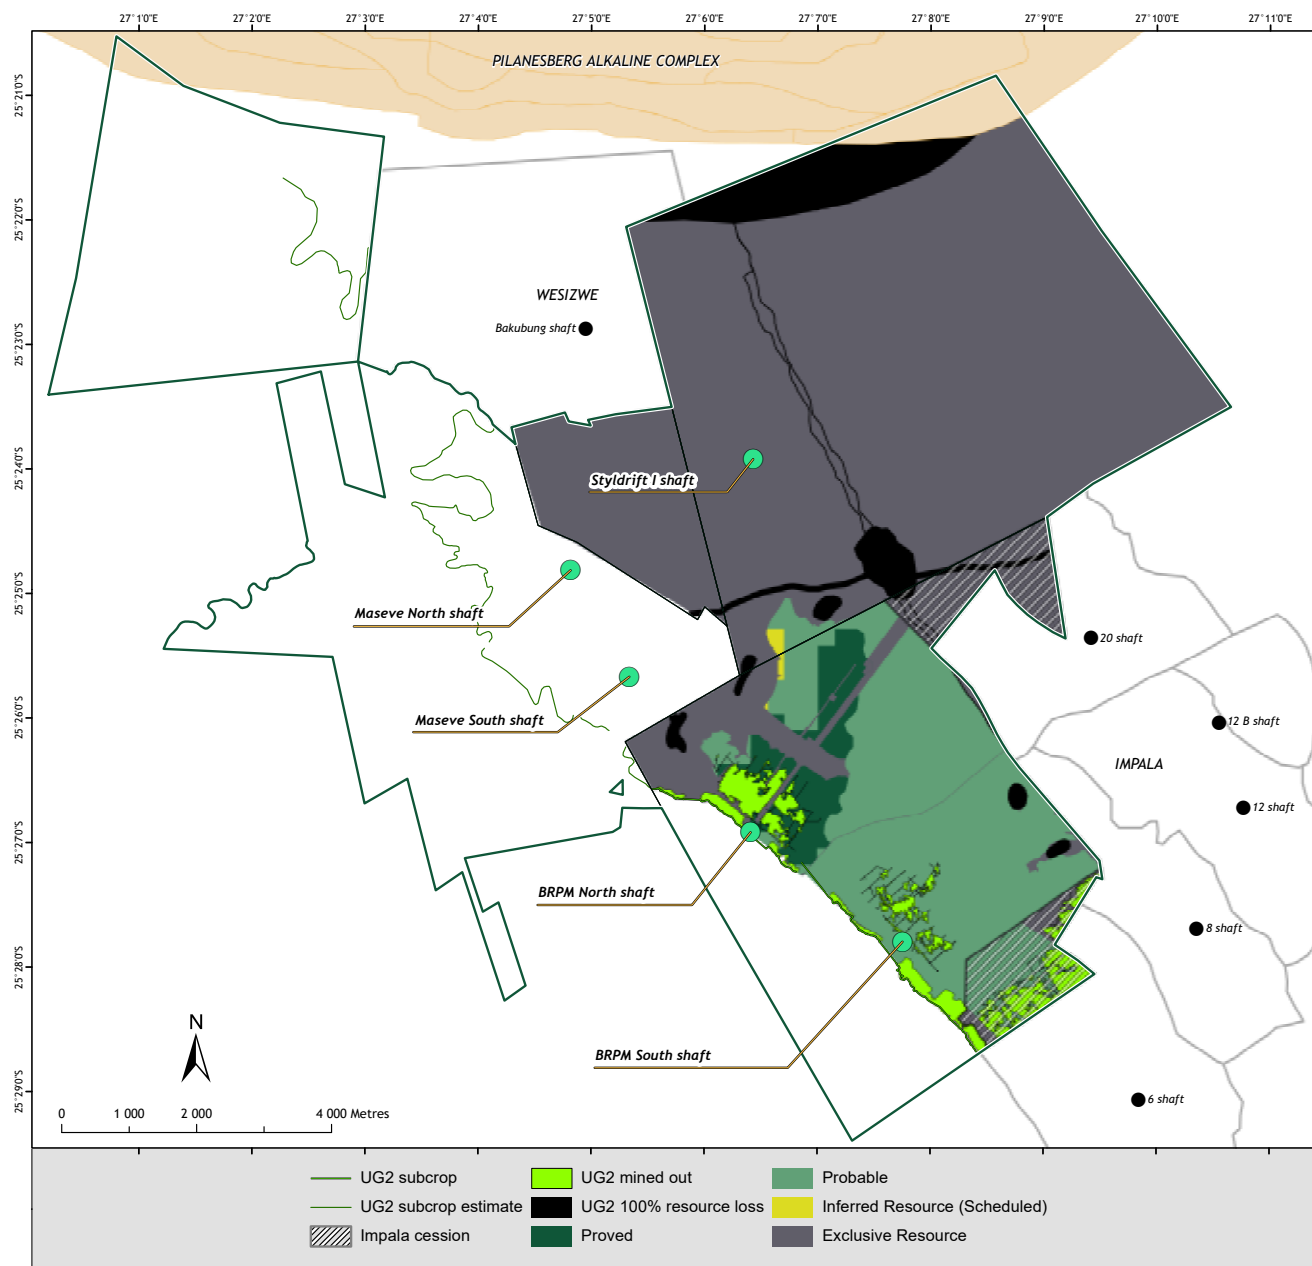 27°1'0"E 27°2'0"E 27°3'0"E 27°4'0"E 27°5'0"E 27°6'0"E 27°7'0"E 27°8'0"E 27°9'0"E 27°10'0"E 27°11'0"E
PILANESBERG ALKALINE COMPLEX
25°21'0"S
25°22'0"S
WESIZWE
Bakubung shaft
25°23'0"S
25°24'0"S
Styldrift I shaft
25°25'0"S
Maseve North shaft
20 shaft
25°26'0"S
Maseve South shaft
12 B shaft
IMPALA
12 shaft
25°27'0"S
BRPM North shaft
8 shaft
25°28'0"S
N
BRPM South shaft
25°29'0"S
6 shaft
0 1 000 2 000 4 000 Metres
UG2 subcrop
UG2 subcrop estimate
Impala cession
UG2 mined out
UG2 100% resource loss
Proved
Probable
Inferred Resource (Scheduled)
Exclusive Resource